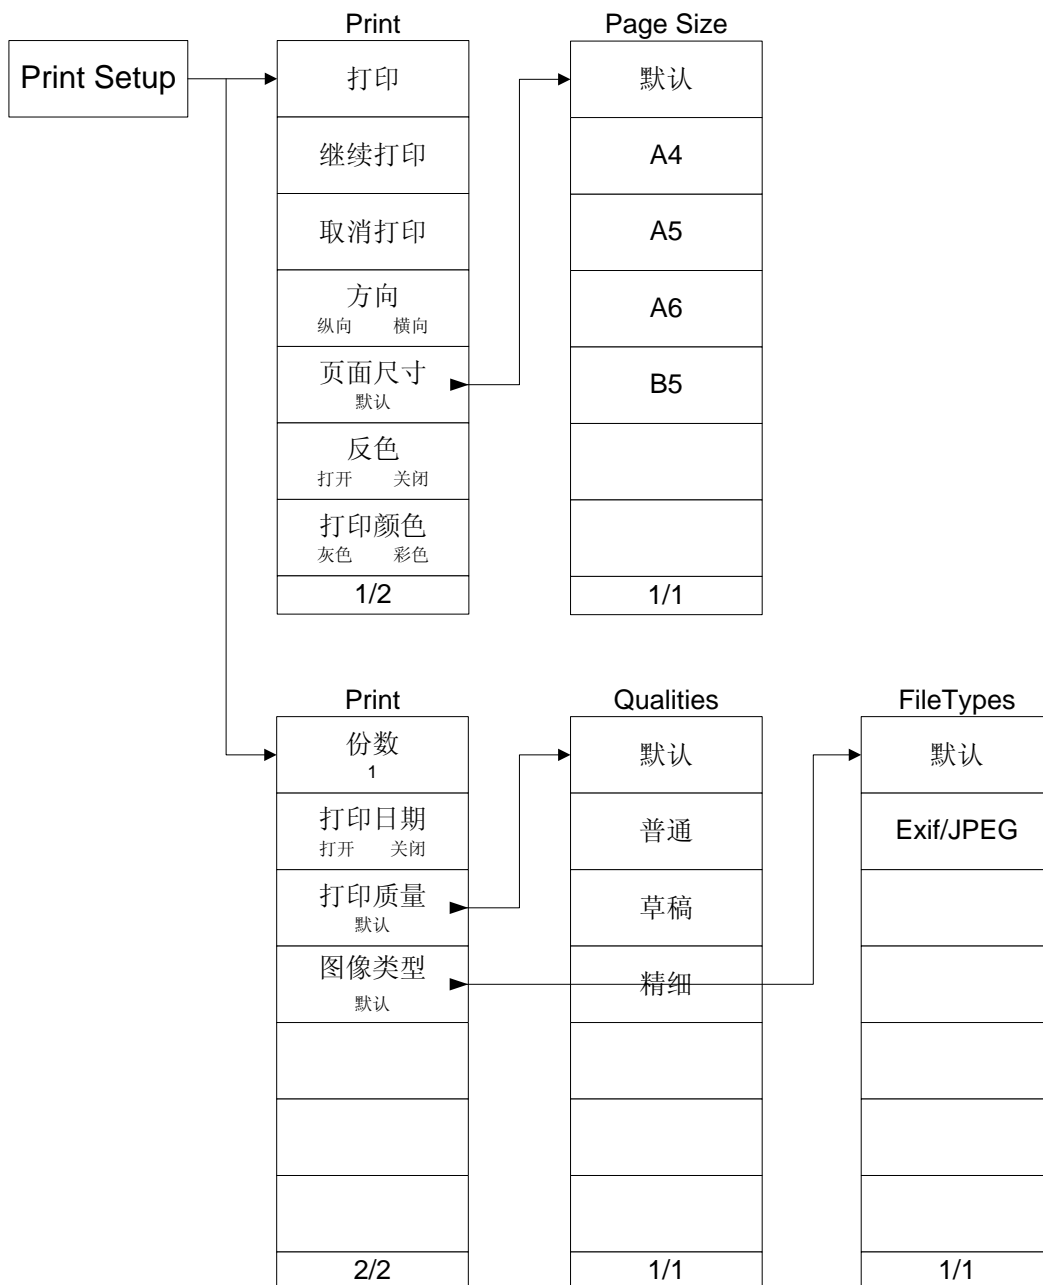 Print Setup
Print
打印
继续打印
取消打印
方向
纵向 横向
页面尺寸
默认
反色
打开 关闭
打印颜色
灰色 彩色
1/2
Page Size
默认
A4
A5
A6
B5
1/1
Print
份数
1
打印日期
打开 关闭
打印质量
默认
图像类型
默认
2/2
Qualities
默认
普通
草稿
精细
1/1
FileTypes
默认
Exif/JPEG
1/1